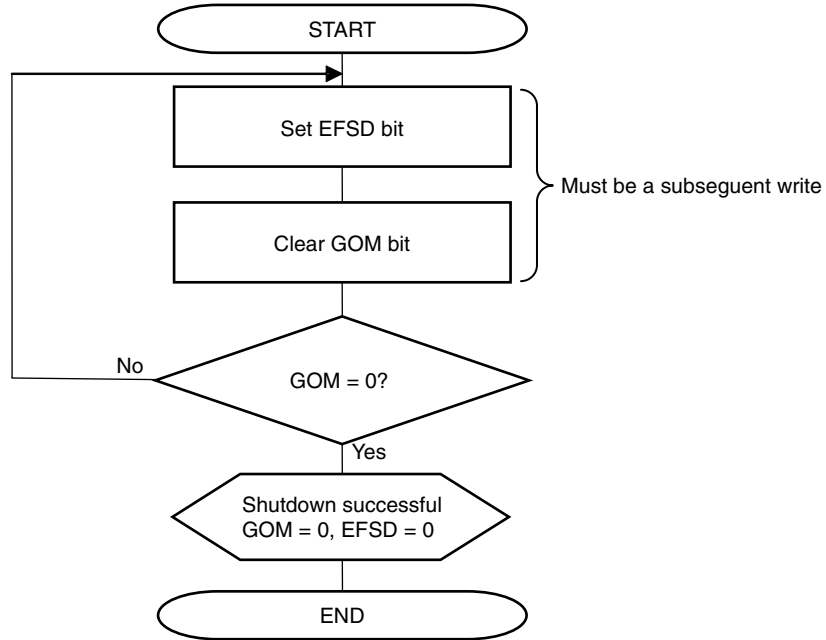 START
Set EFSD bit
Must be a subseguent write
Clear GOM bit
No
GOM = 0?
Yes
Shutdown successful
GOM = 0, EFSD = 0
END